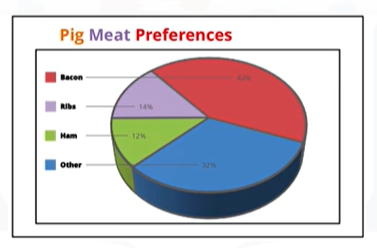 Pig Meat Preferences
Bacon
42%
Ribs
14%
Ham
12%
Other
32%